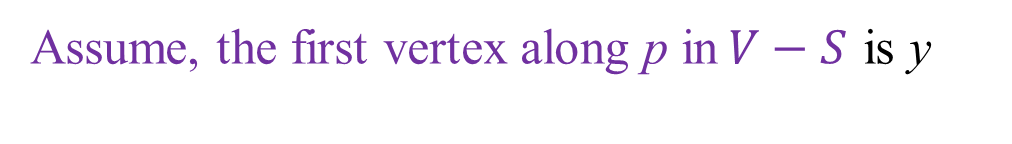 Assume, the first vertex along p in V − S is y